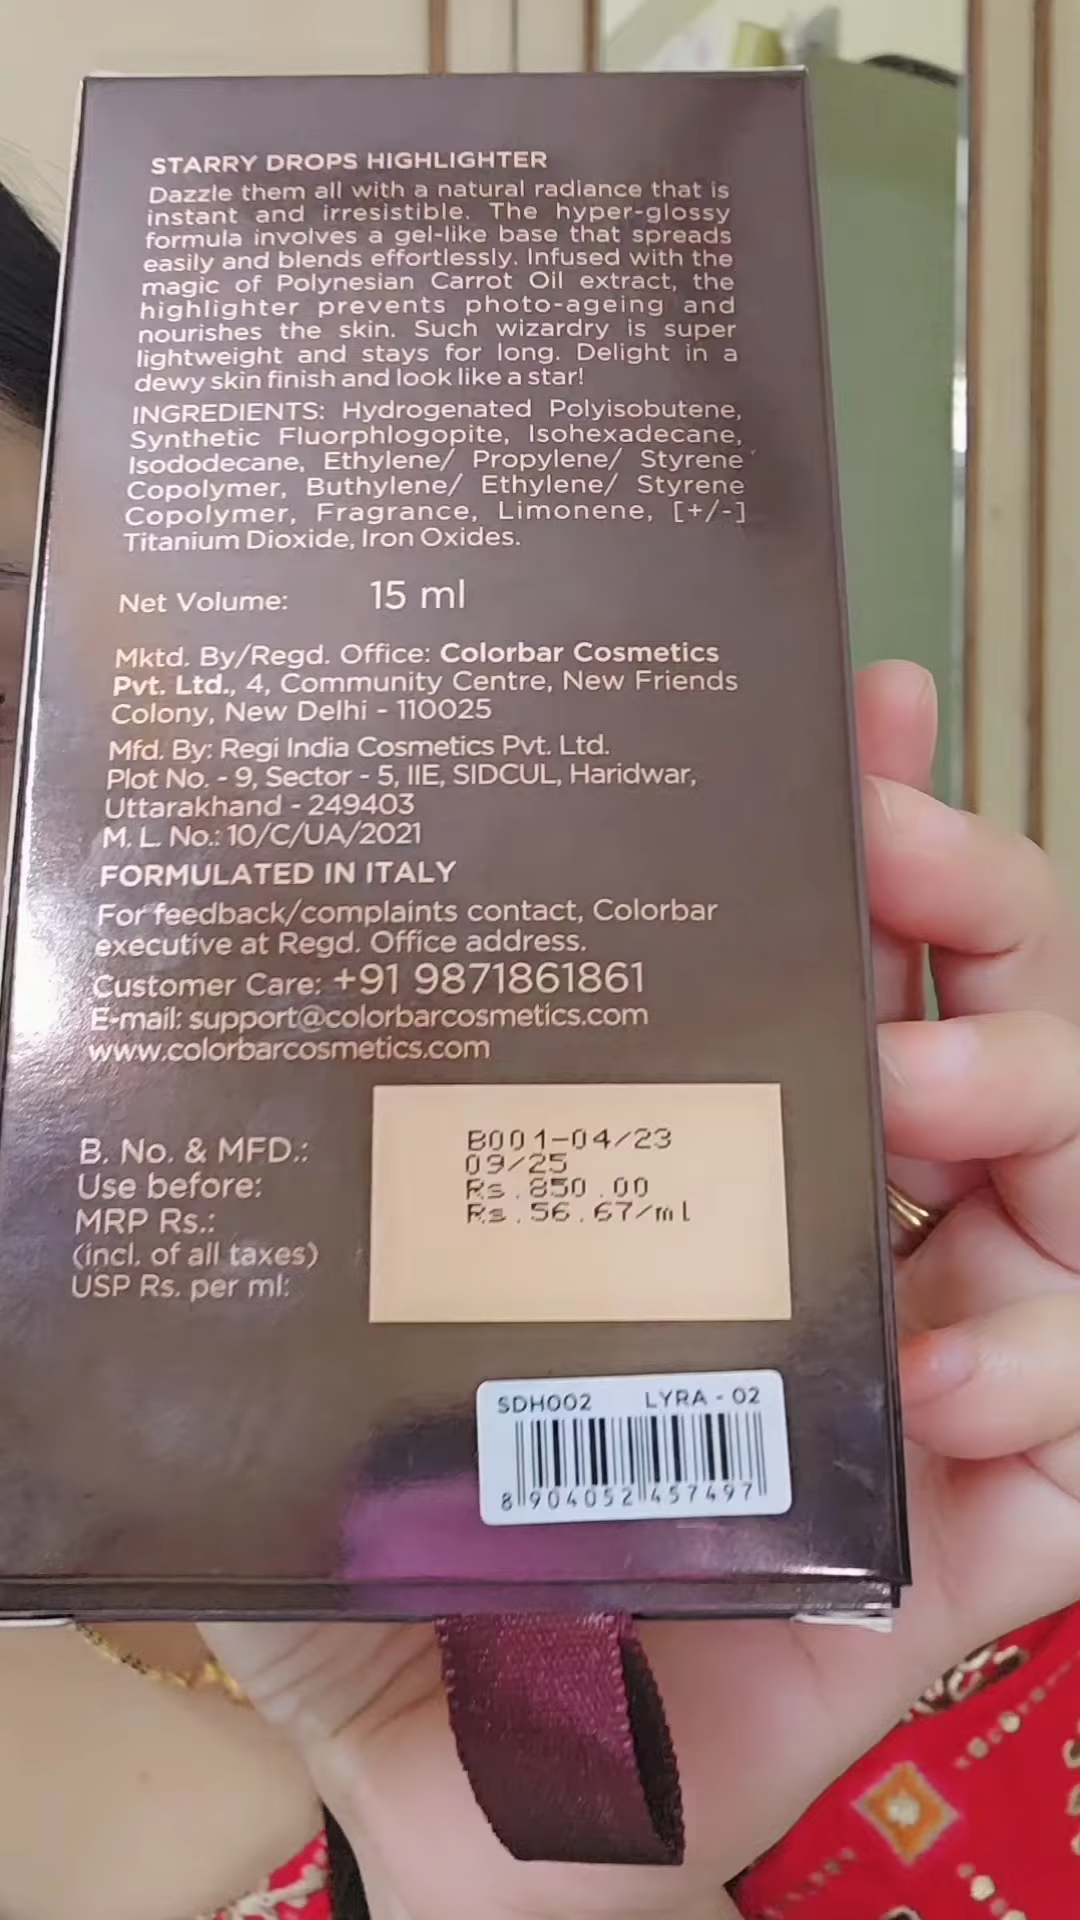 STARRY DROPS HIGHLIGHTER
Dazzle them all with a natural radiance that is
instant and irresistible. The hyper-glossy
formula involves a gel-like base that spreads
easily and blends effortlessly. Infused with the
magic of Polynesian Carrot Oil extract, the
highlighter prevents photo-ageing and
nourishes the skin. Such wizardry is super
lightweight and stays for long. Delight in a
dewy skin finish and look like a star!
INGREDIENTS: Hydrogenated Polyisobutene,
Synthetic Fluorphlogopite, Isohexadecane,
Isododecane, Ethylene/ Propylene/ Styrene
Copolymer, Buthylene/ Ethylene/ Styrene
Copolymer, Fragrance, Limonene, [+/-]
Titanium Dioxide, Iron Oxides.
Net Volume: 15 ml
Mktd. By/Regd. Office: Colorbar Cosmetics
Pvt. Ltd., 4, Community Centre, New Friends
Colony, New Delhi - 110025
Mfd. By: Regi India Cosmetics Pvt. Ltd.
Plot No. - 9, Sector - 5, IIE, SIDCUL, Haridwar,
Uttarakhand - 249403
M. L. No.: 10/C/UA/2021
FORMULATED IN ITALY
For feedback/complaints contact, Colorbar
executive at Regd. Office address.
Customer Care: +91 9871861861
E-mail: support@colorbarcosmetics.com
www.colorbarcosmetics.com
B. No. & MFD.: B001-04/23
Use before: 09/25
MRP Rs.: Rs.850.00
(incl. of all taxes)
USP Rs. per ml: Rs.56.67/ml
SDH002 LYRA - 02
8 904052 457497